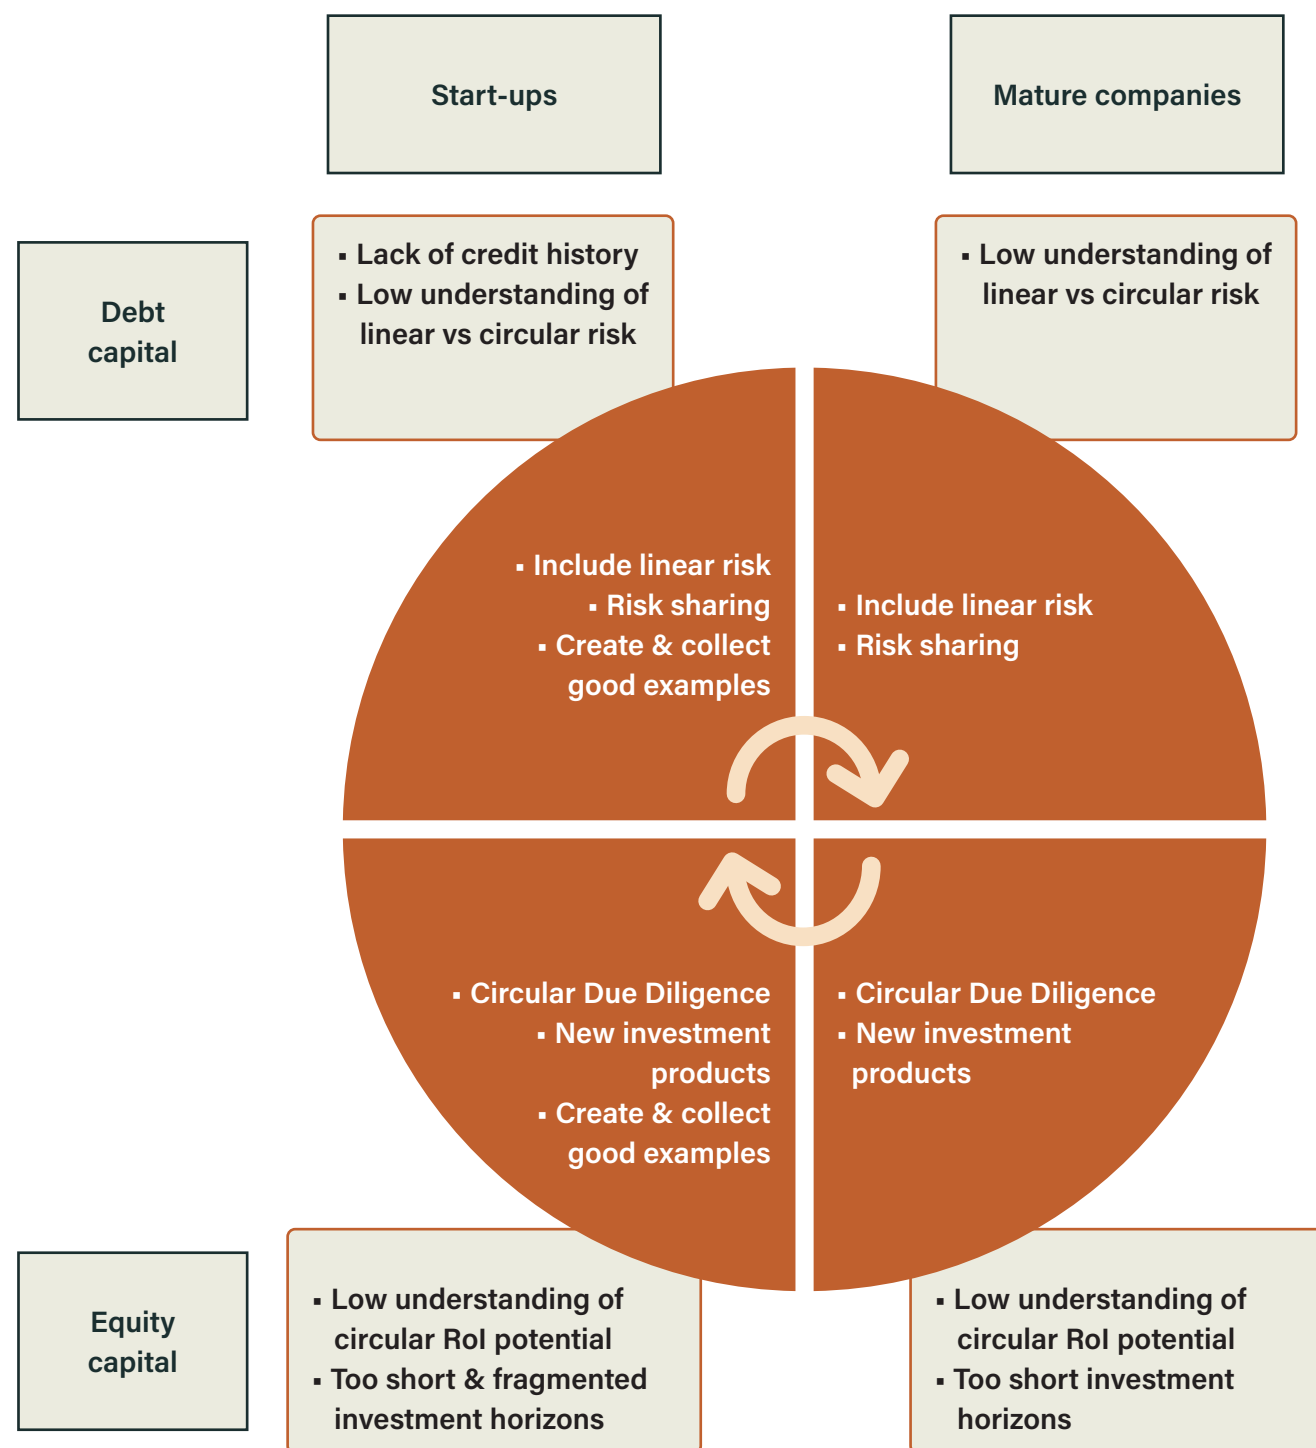 Start-ups
Mature companies
Debt
capital
▪ Lack of credit history
▪ Low understanding of
linear vs circular risk
▪ Low understanding of
linear vs circular risk
▪ Include linear risk
▪ Risk sharing
▪ Create & collect
good examples
▪ Include linear risk
▪ Risk sharing
▪ Circular Due Diligence
▪ New investment
products
▪ Create & collect
good examples
▪ Circular Due Diligence
▪ New investment
products
Equity
capital
▪ Low understanding of
circular RoI potential
▪ Too short & fragmented
investment horizons
▪ Low understanding of
circular RoI potential
▪ Too short investment
horizons